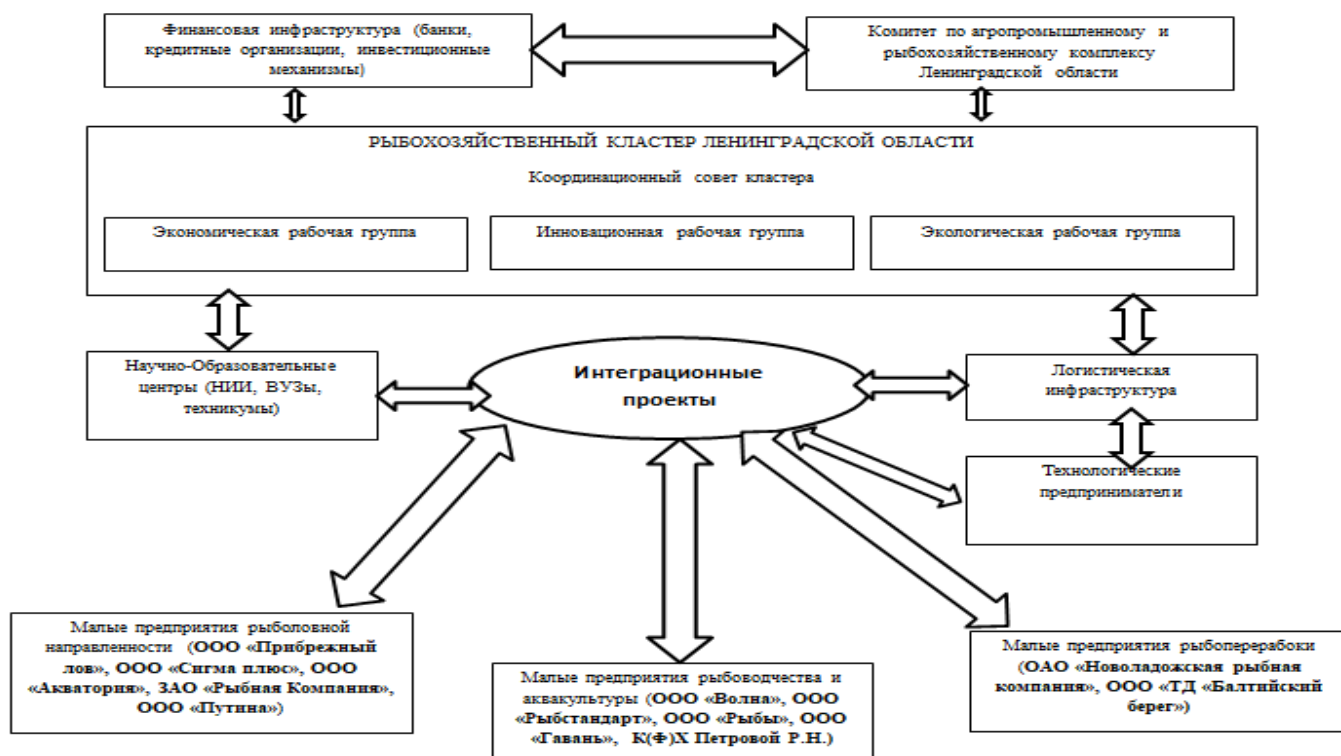 Финансовая инфраструктура (банки,
кредитные организации, инвестиционные
механизмы)
Комитет по агропромышленному и
рыбохозяйственному комплексу
Ленинградской области
РЫБОХОЗЯЙСТВЕННЫЙ КЛАСТЕР ЛЕНИНГРАДСКОЙ ОБЛАСТИ
Координационный совет кластера
Экономическая рабочая группа
Инновационная рабочая группа
Экологическая рабочая группа
Научно-Образовательные
центры (НИИ, ВУЗы,
техникумы)
Интеграционные
проекты
Логистическая
инфраструктура
Технологические
предприниматели
Малые предприятия рыболовной
направленности (ООО «Прибрежный
лов», ООО «Сигма плюс», ООО
«Акватория», ЗАО «Рыбная Компания»,
ООО «Путина»)
Малые предприятия рыбоводчества и
аквакультуры (ООО «Волна», ООО
«Рыбстандарт», ООО «Рыбы», ООО
«Гавань», К(Ф)Х Петровой Р.Н.)
Малые предприятия рыбоперерабоки
(ОАО «Новоладожская рыбная
компания», ООО «ТД «Балтийский
берег»)